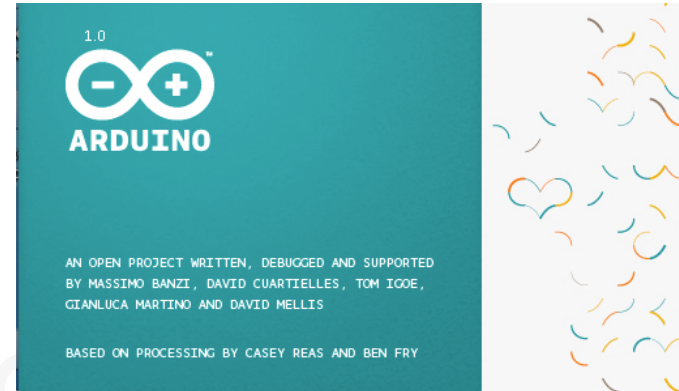 1.0
™
ARDUINO
AN OPEN PROJECT WRITTEN, DEBUGGED AND SUPPORTED
BY MASSIMO BANZI, DAVID CUARTIELLES, TOM IGOE,
GIANLUCA MARTINO AND DAVID MELLIS
BASED ON PROCESSING BY CASEY REAS AND BEN FRY